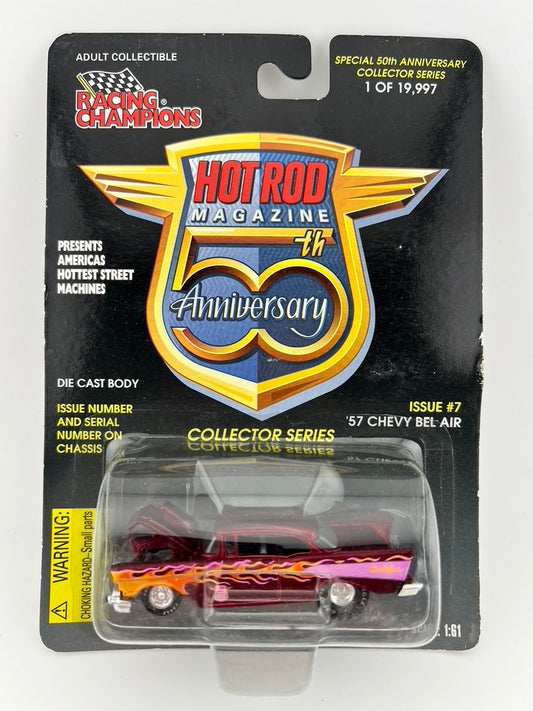 ADULT COLLECTIBLE
RACING
CHAMPIONS
SPECIAL 50th ANNIVERSARY
COLLECTOR SERIES
1 OF 19,997
HOT ROD
MAGAZINE
50th
Anniversary
PRESENTS
AMERICAS
HOTTEST STREET
MACHINES
DIE CAST BODY
ISSUE NUMBER
AND SERIAL
NUMBER ON
CHASSIS
ISSUE #7
'57 CHEVY BEL AIR
COLLECTOR SERIES
WARNING:
CHOKING HAZARD–Small parts
1:61